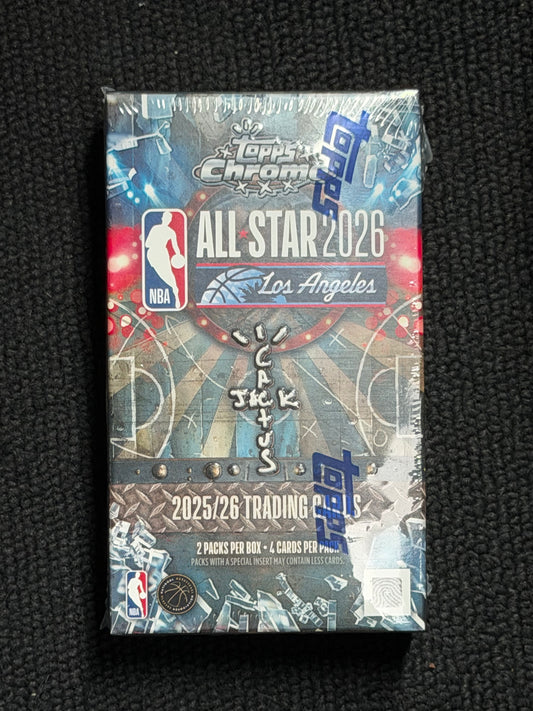 Topps
Chrome
Topps
ALL STAR 2026
NBA
Los Angeles
CACTUS
JACK
2025/26 TRADING
2 PACKS PER BOX • 4 CARDS PER PACK
PACKS WITH A SPECIAL INSERT MAY CONTAIN LESS CARDS.
Topps
NBA